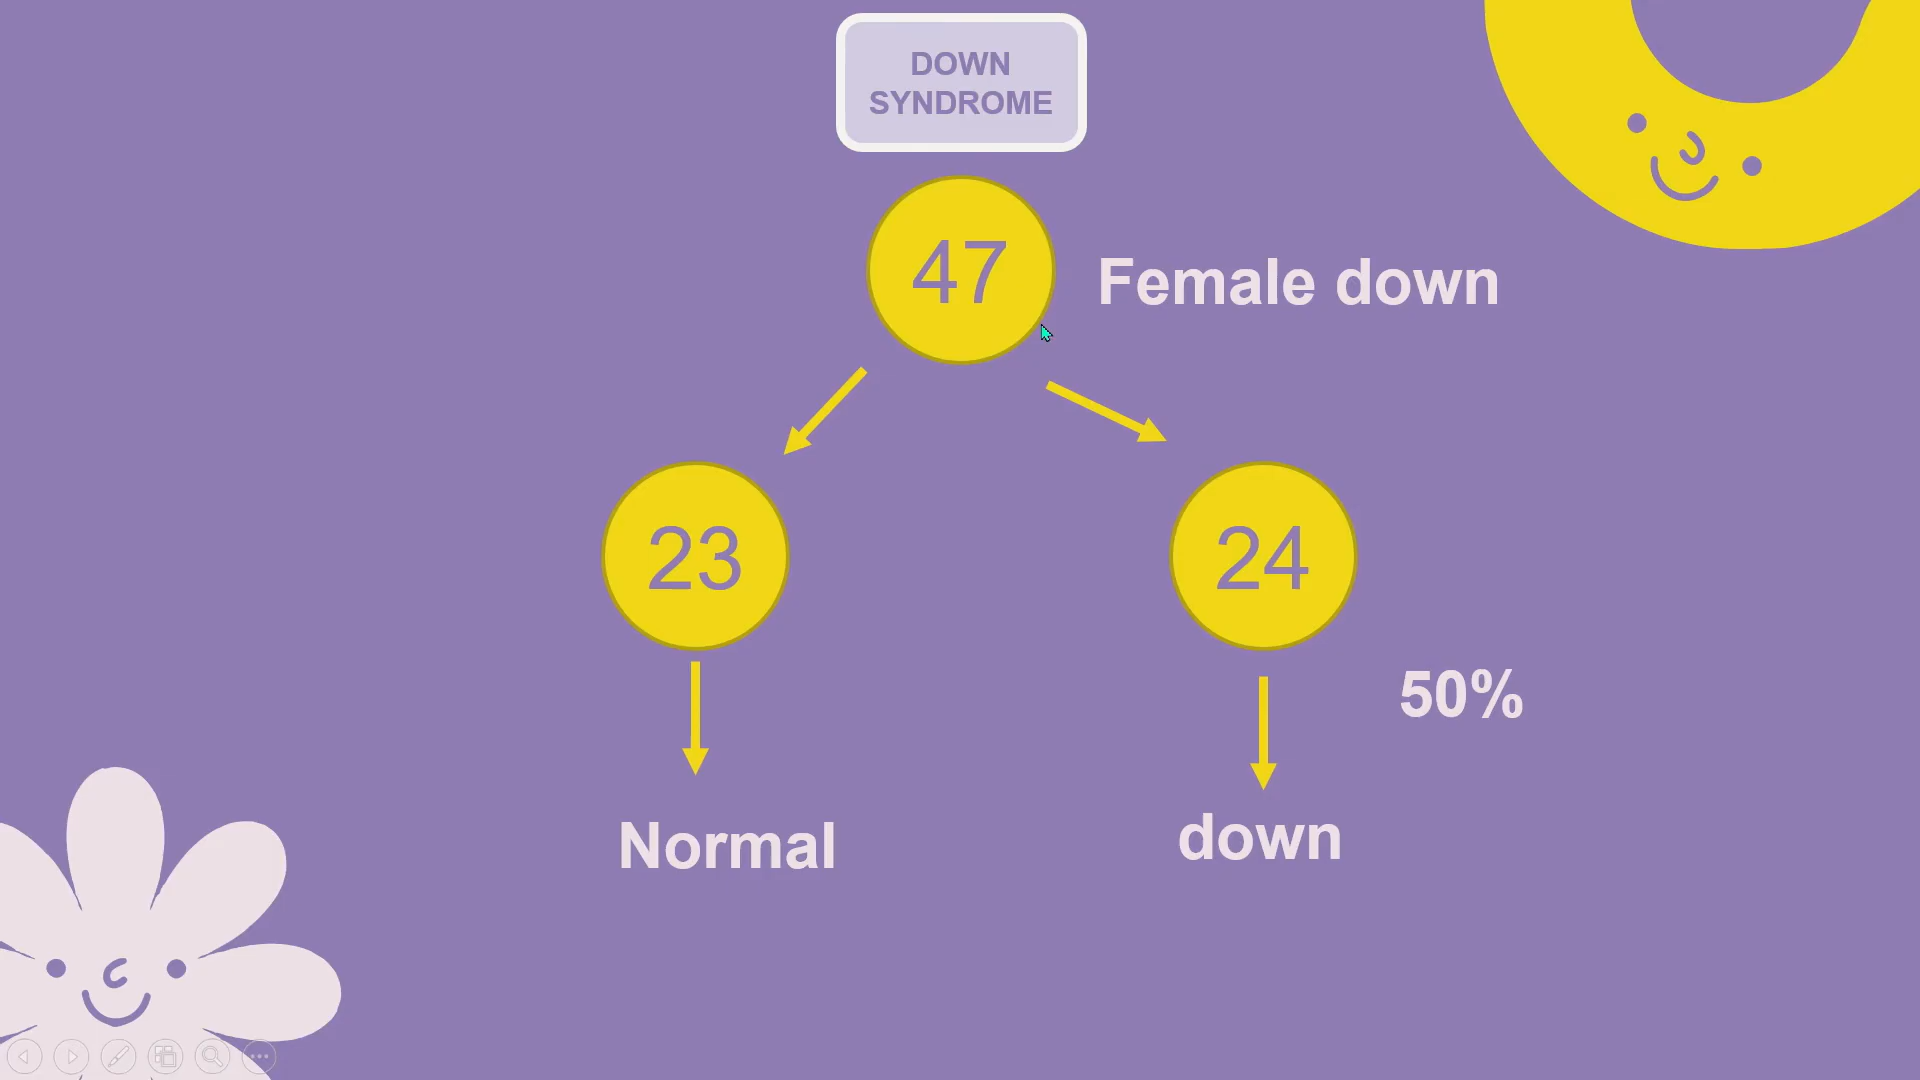 DOWN
SYNDROME
47
Female down
23
24
50%
Normal
down